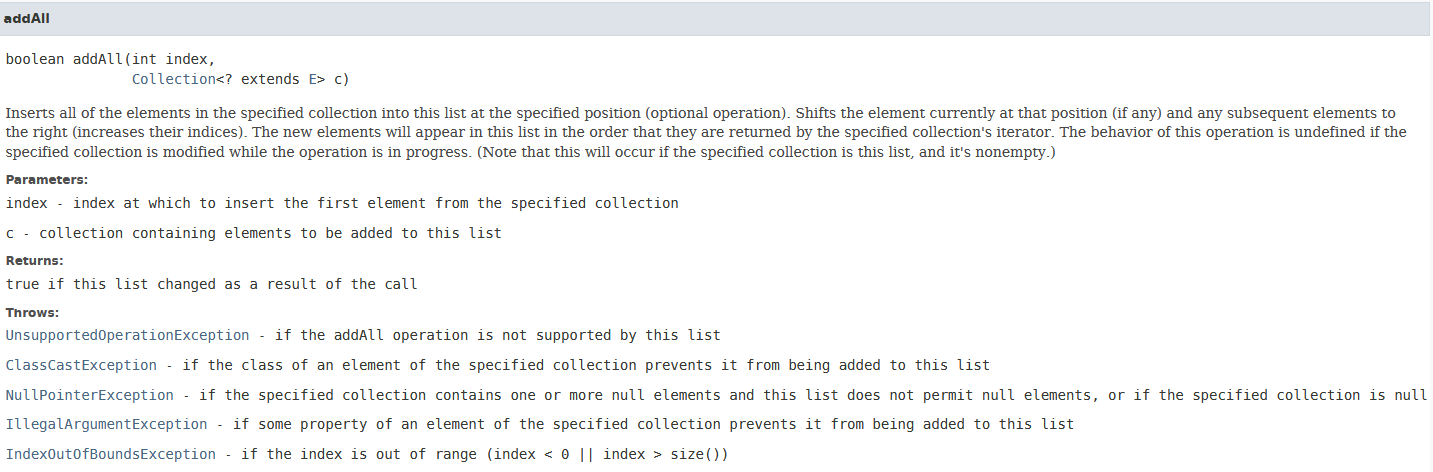 addAll
boolean addAll(int index,
Collection<? extends E> c)
Inserts all of the elements in the specified collection into this list at the specified position (optional operation). Shifts the element currently at that position (if any) and any subsequent elements to
the right (increases their indices). The new elements will appear in this list in the order that they are returned by the specified collection's iterator. The behavior of this operation is undefined if the
specified collection is modified while the operation is in progress. (Note that this will occur if the specified collection is this list, and it's nonempty.)
Parameters:
index - index at which to insert the first element from the specified collection
c - collection containing elements to be added to this list
Returns:
true if this list changed as a result of the call
Throws:
UnsupportedOperationException - if the addAll operation is not supported by this list
ClassCastException - if the class of an element of the specified collection prevents it from being added to this list
NullPointerException - if the specified collection contains one or more null elements and this list does not permit null elements, or if the specified collection is null
IllegalArgumentException - if some property of an element of the specified collection prevents it from being added to this list
IndexOutOfBoundsException - if the index is out of range (index < 0 || index > size())